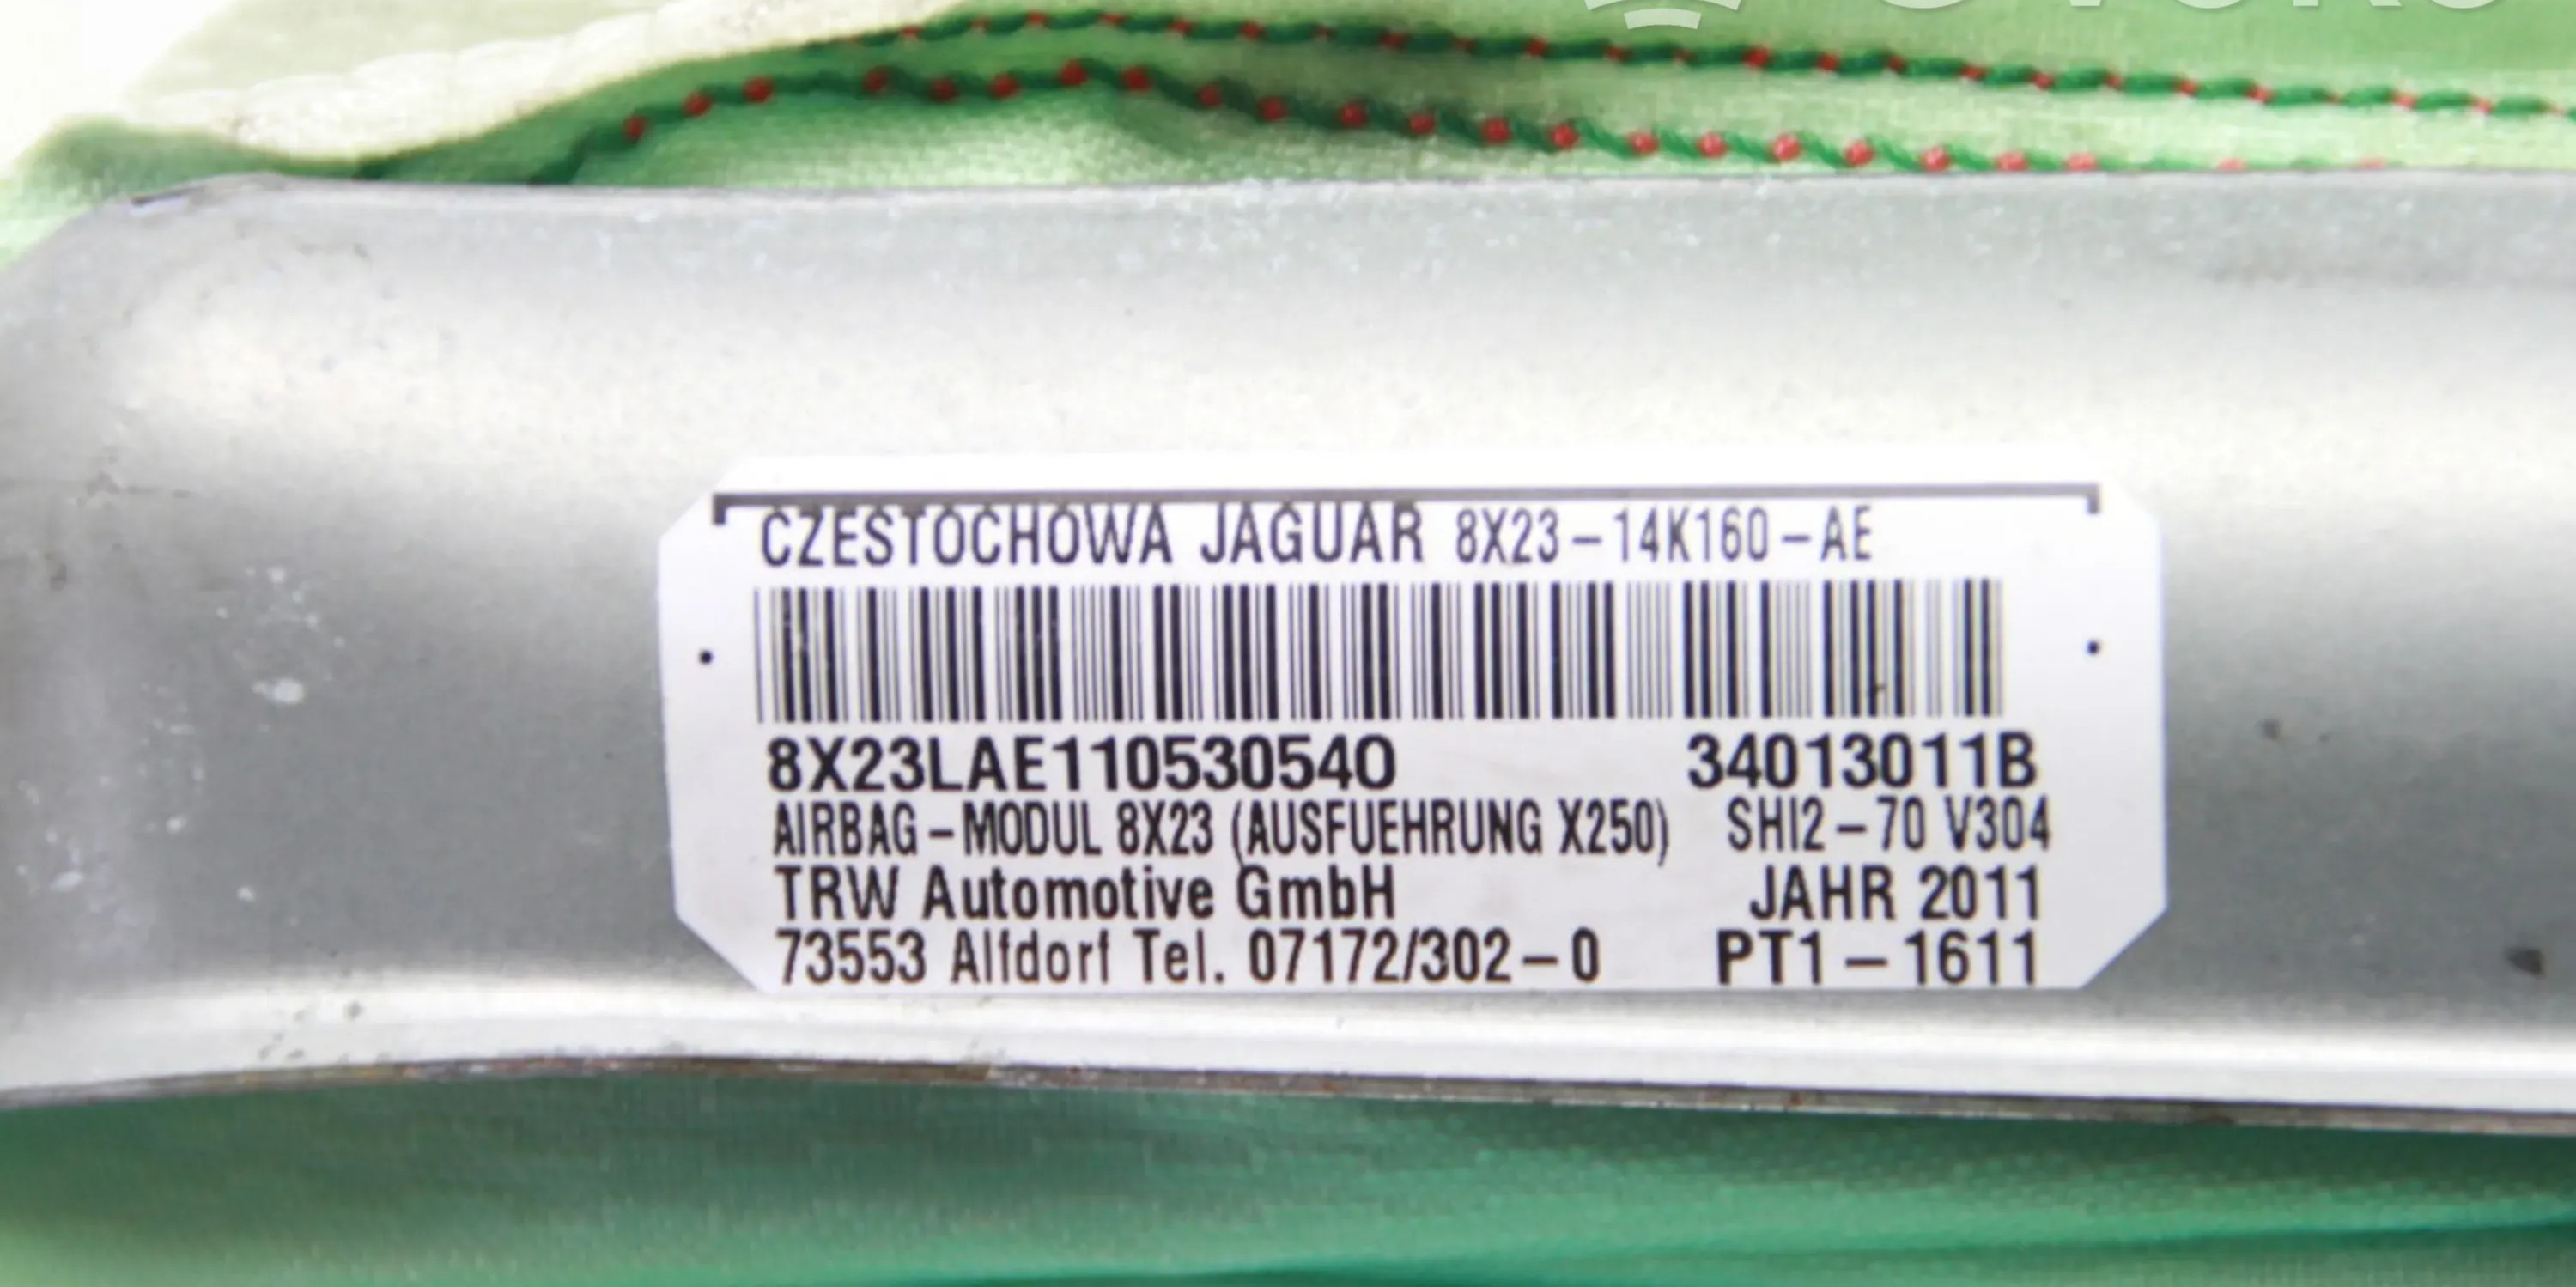 CZESTOCHOWA JAGUAR 8X23-14K160-AE
8X23LAE110530540 34013011B
AIRBAG-MODUL 8X23 (AUSFUEHRUNG X250) SHI2-70 V304
TRW Automotive GmbH JAHR 2011
73553 Alfdorf Tel. 07172/302-0 PT1-1611